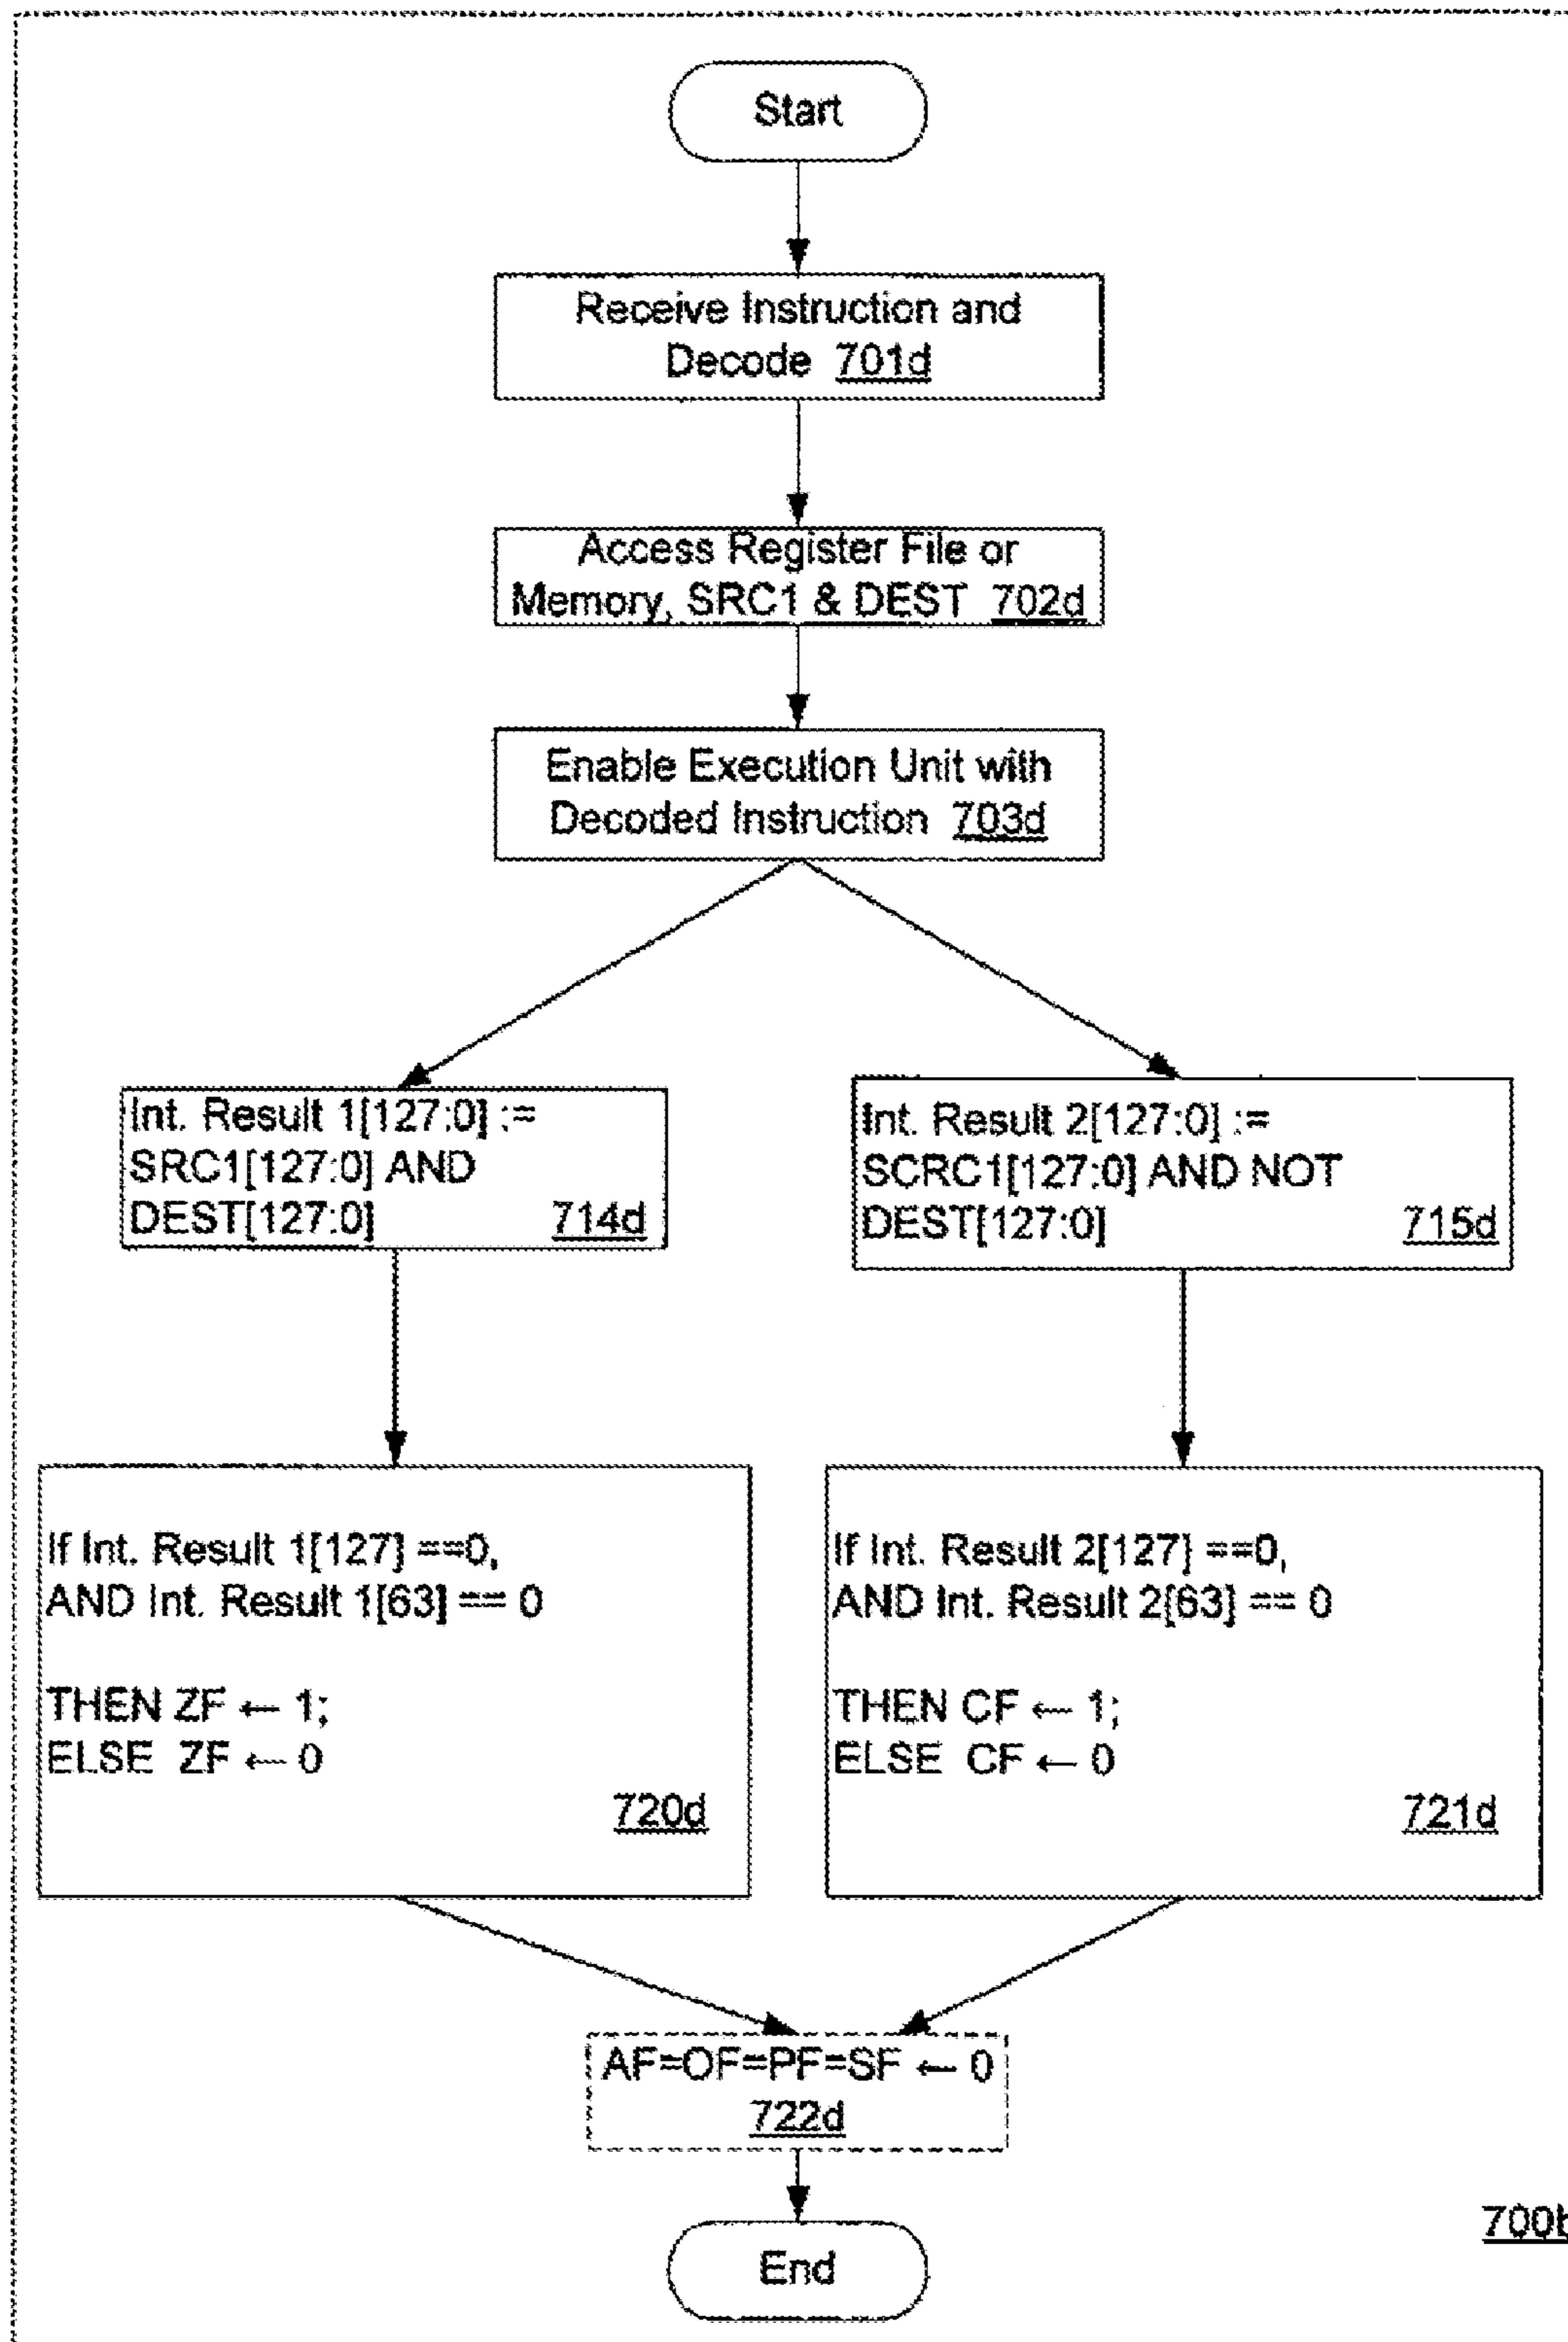 Start
Receive Instruction and
Decode 701d
Access Register File or
Memory, SRC1 & DEST 702d
Enable Execution Unit with
Decoded Instruction 703d
Int. Result 1[127:0] :=
SRC1[127:0] AND
DEST[127:0] 714d
Int. Result 2[127:0] :=
SCRC1[127:0] AND NOT
DEST[127:0] 715d
If Int. Result 1[127] ==0,
AND Int. Result 1[63] == 0
THEN ZF ← 1;
ELSE ZF ← 0
720d
If Int. Result 2[127] ==0,
AND Int. Result 2[63] == 0
THEN CF ← 1;
ELSE CF ← 0
721d
AF=OF=PF=SF ← 0
722d
End
700b